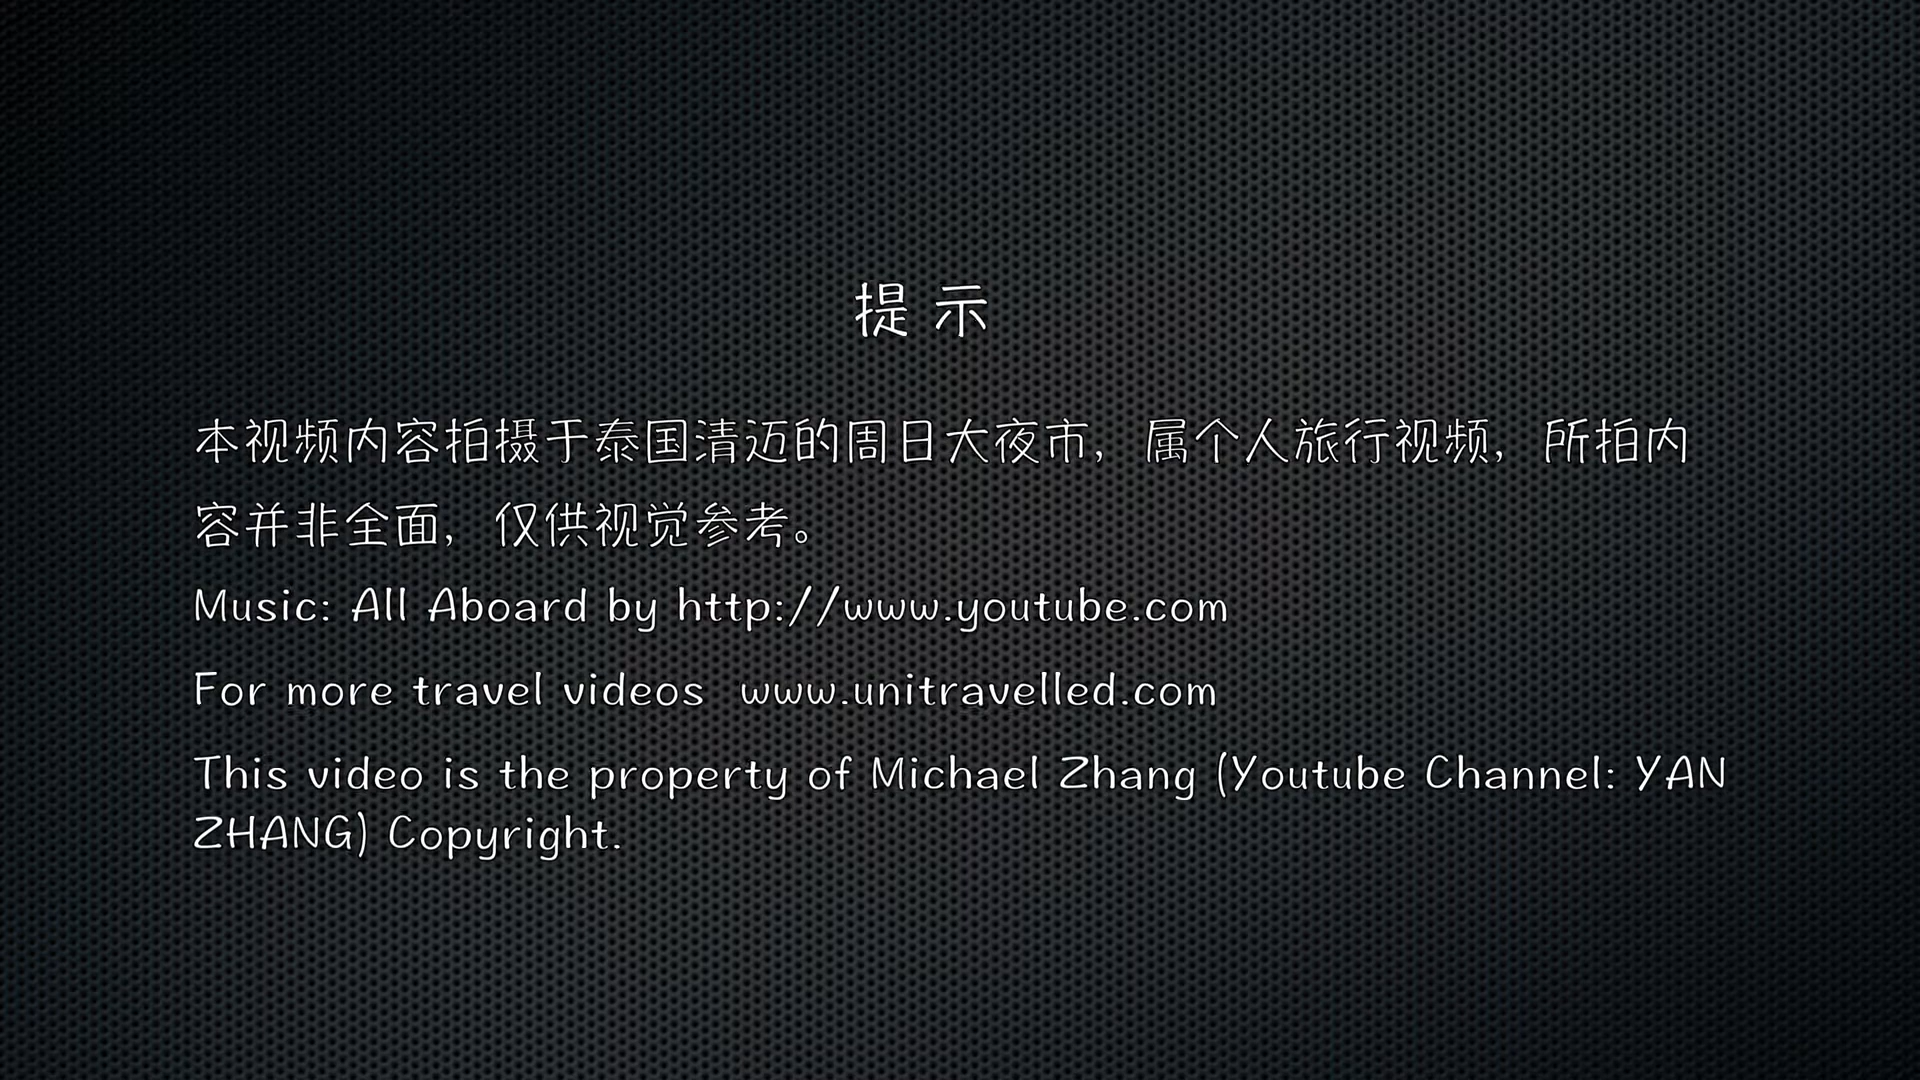 提 示
本视频内容拍摄于泰国清迈的周日大夜市，属个人旅行视频，所拍内
容并非全面，仅供视觉参考。
Music: All Aboard by http://www.youtube.com
For more travel videos  www.unitravelled.com
This video is the property of Michael Zhang (Youtube Channel: YAN
ZHANG) Copyright.